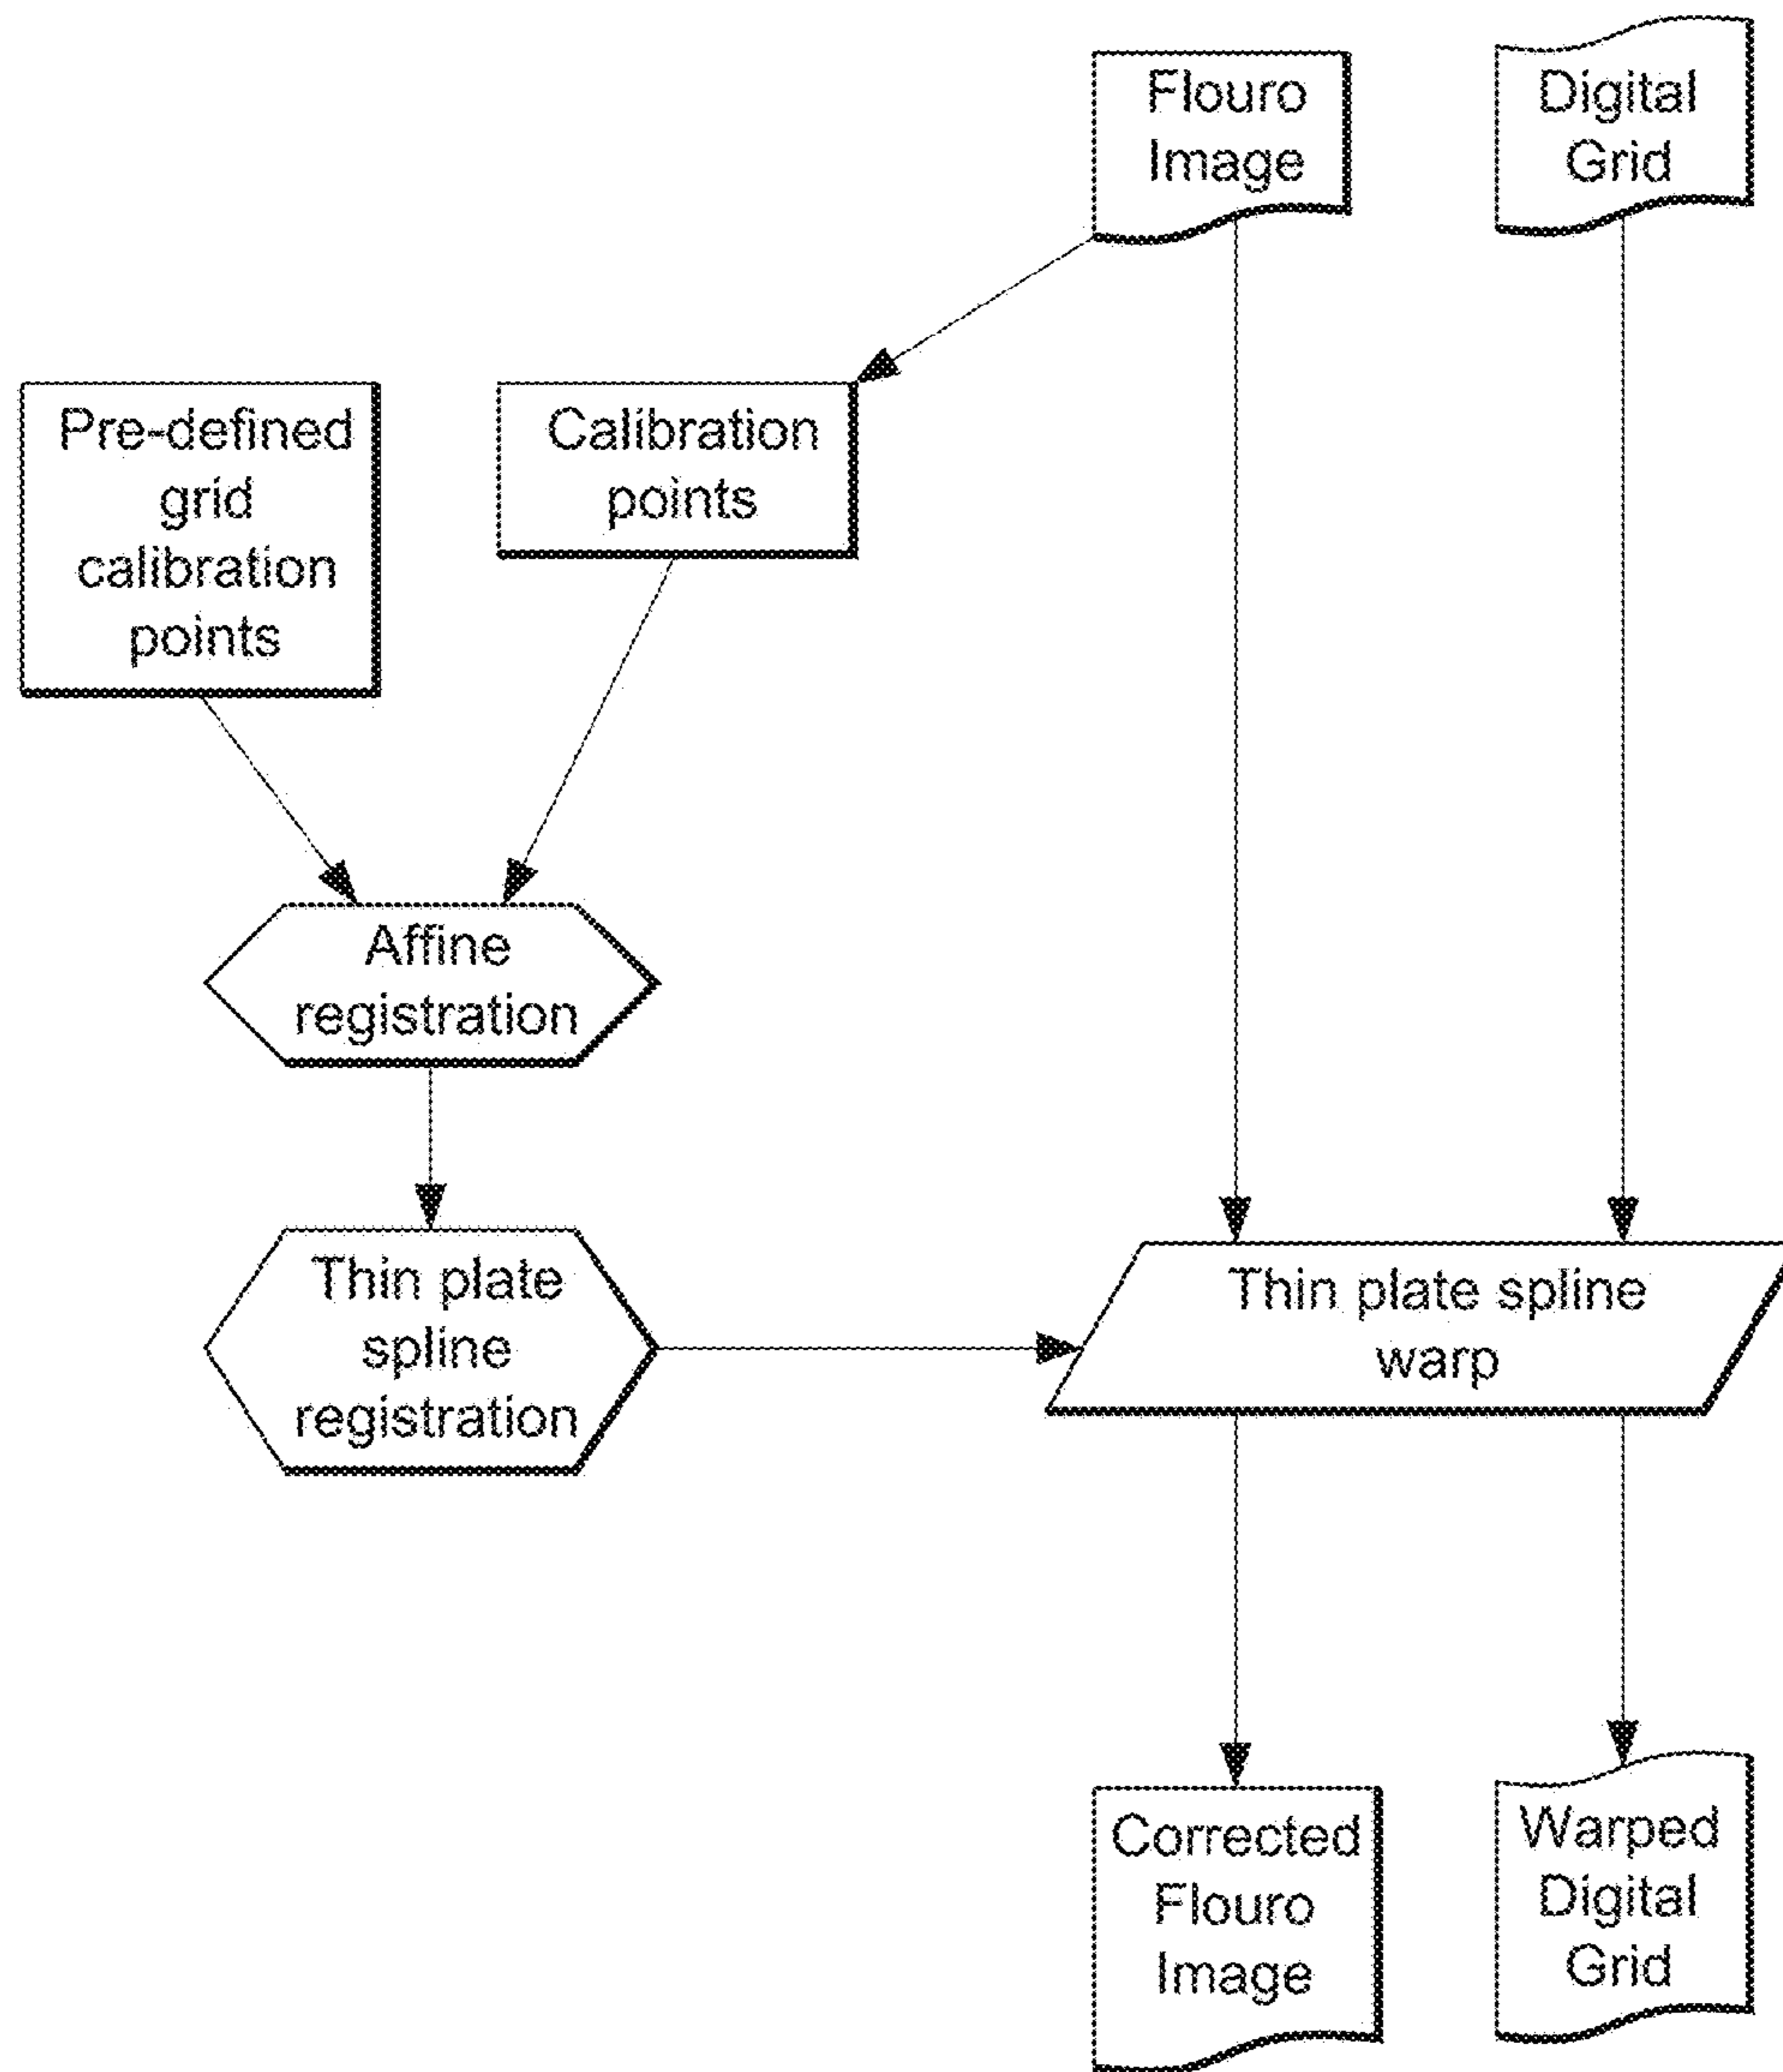 Flouro
Image
Digital
Grid
Pre-defined
grid
calibration
points
Calibration
points
Affine
registration
Thin plate
spline
registration
Thin plate spline
warp
Corrected
Flouro
Image
Warped
Digital
Grid